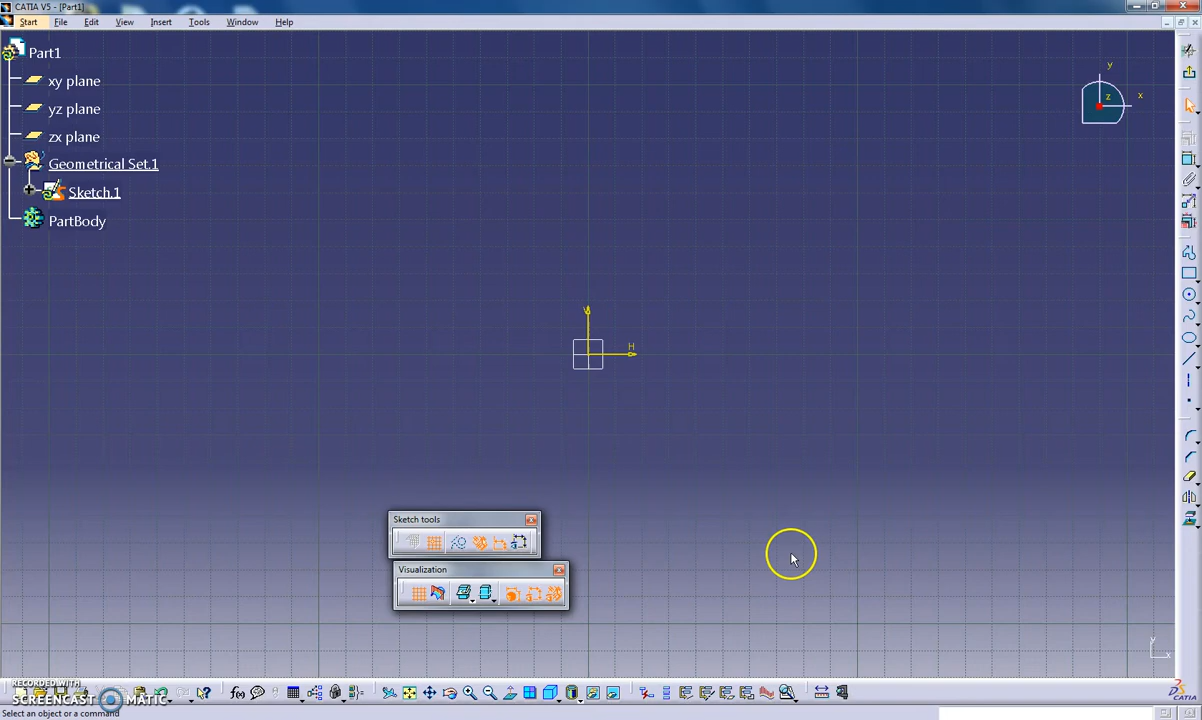 CATIA V5 - [Part1]
Start File Edit View Insert Tools Window Help
Part1
xy plane
yz plane
zx plane
Geometrical Set.1
Sketch.1
PartBody
y
x
z
V
H
Sketch tools
Visualization
y
x
f(x)
RECORDED WITH
SCREENCAST MATIC
CATIA
Select an object or a command